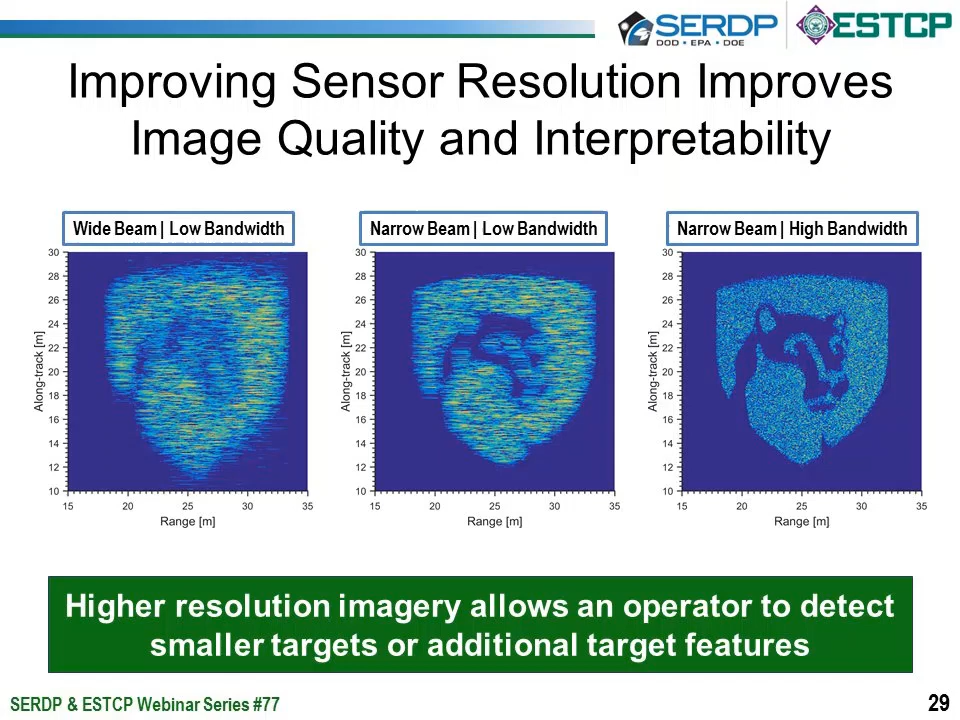 SERDP
DOD • EPA • DOE
ESTCP
Improving Sensor Resolution Improves
Image Quality and Interpretability
Wide Beam | Low Bandwidth
30
28
26
24
22
20
18
16
14
12
10
Along-track [m]
15 20 25 30 35
Range [m]
Narrow Beam | Low Bandwidth
30
28
26
24
22
20
18
16
14
12
10
Along-track [m]
15 20 25 30 35
Range [m]
Narrow Beam | High Bandwidth
30
28
26
24
22
20
18
16
14
12
10
Along-track [m]
15 20 25 30 35
Range [m]
Higher resolution imagery allows an operator to detect
smaller targets or additional target features
SERDP & ESTCP Webinar Series #77
29